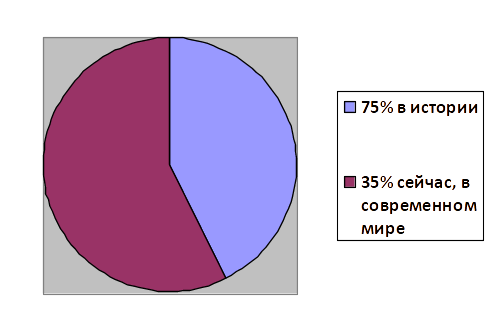 75% в истории
35% сейчас, в
современном
мире